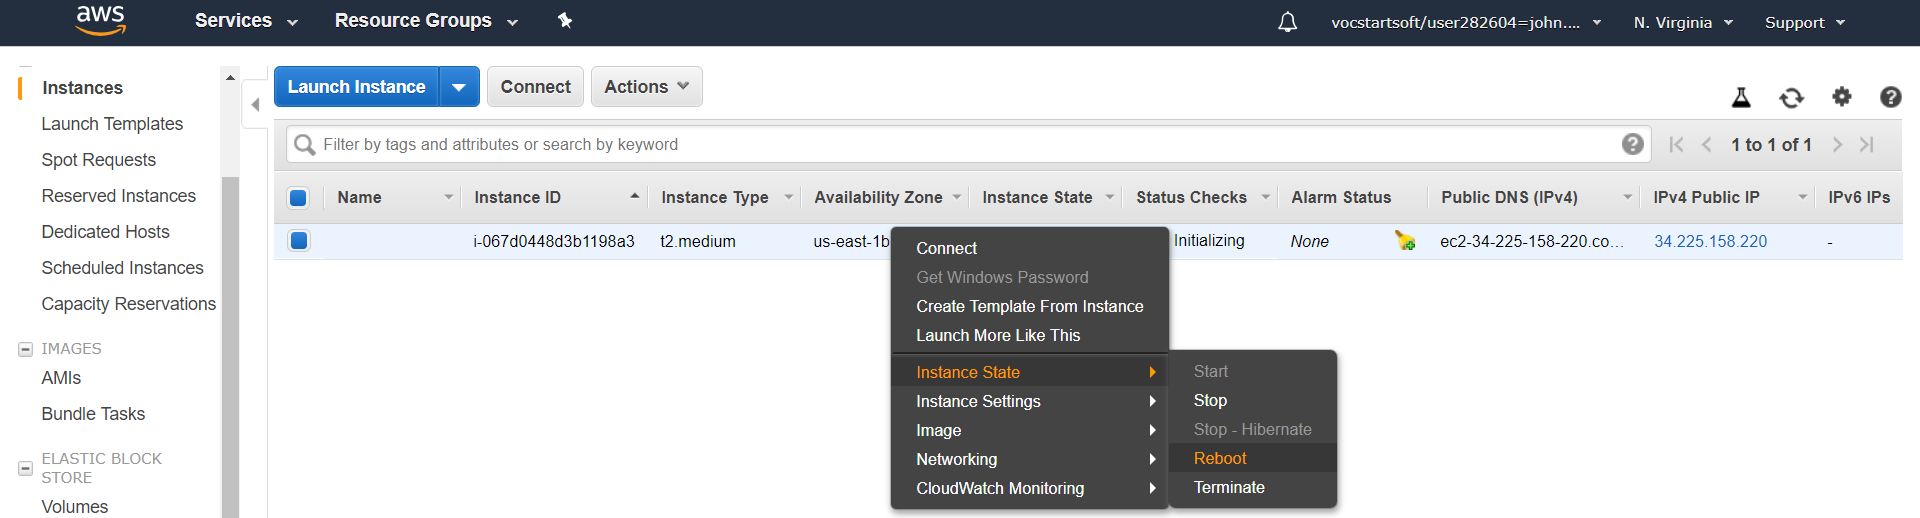 aws Services Resource Groups vocstartsoft/user282604=john.... N. Virginia Support
Instances
Launch Templates
Spot Requests
Reserved Instances
Dedicated Hosts
Scheduled Instances
Capacity Reservations
IMAGES
AMIs
Bundle Tasks
ELASTIC BLOCK
STORE
Volumes
Launch Instance Connect Actions
Filter by tags and attributes or search by keyword 1 to 1 of 1
Name Instance ID Instance Type Availability Zone Instance State Status Checks Alarm Status Public DNS (IPv4) IPv4 Public IP IPv6 IPs
i-067d0448d3b1198a3 t2.medium us-east-1b Initializing None ec2-34-225-158-220.co... 34.225.158.220 -
Connect
Get Windows Password
Create Template From Instance
Launch More Like This
Instance State
Instance Settings
Image
Networking
CloudWatch Monitoring
Start
Stop
Stop - Hibernate
Reboot
Terminate